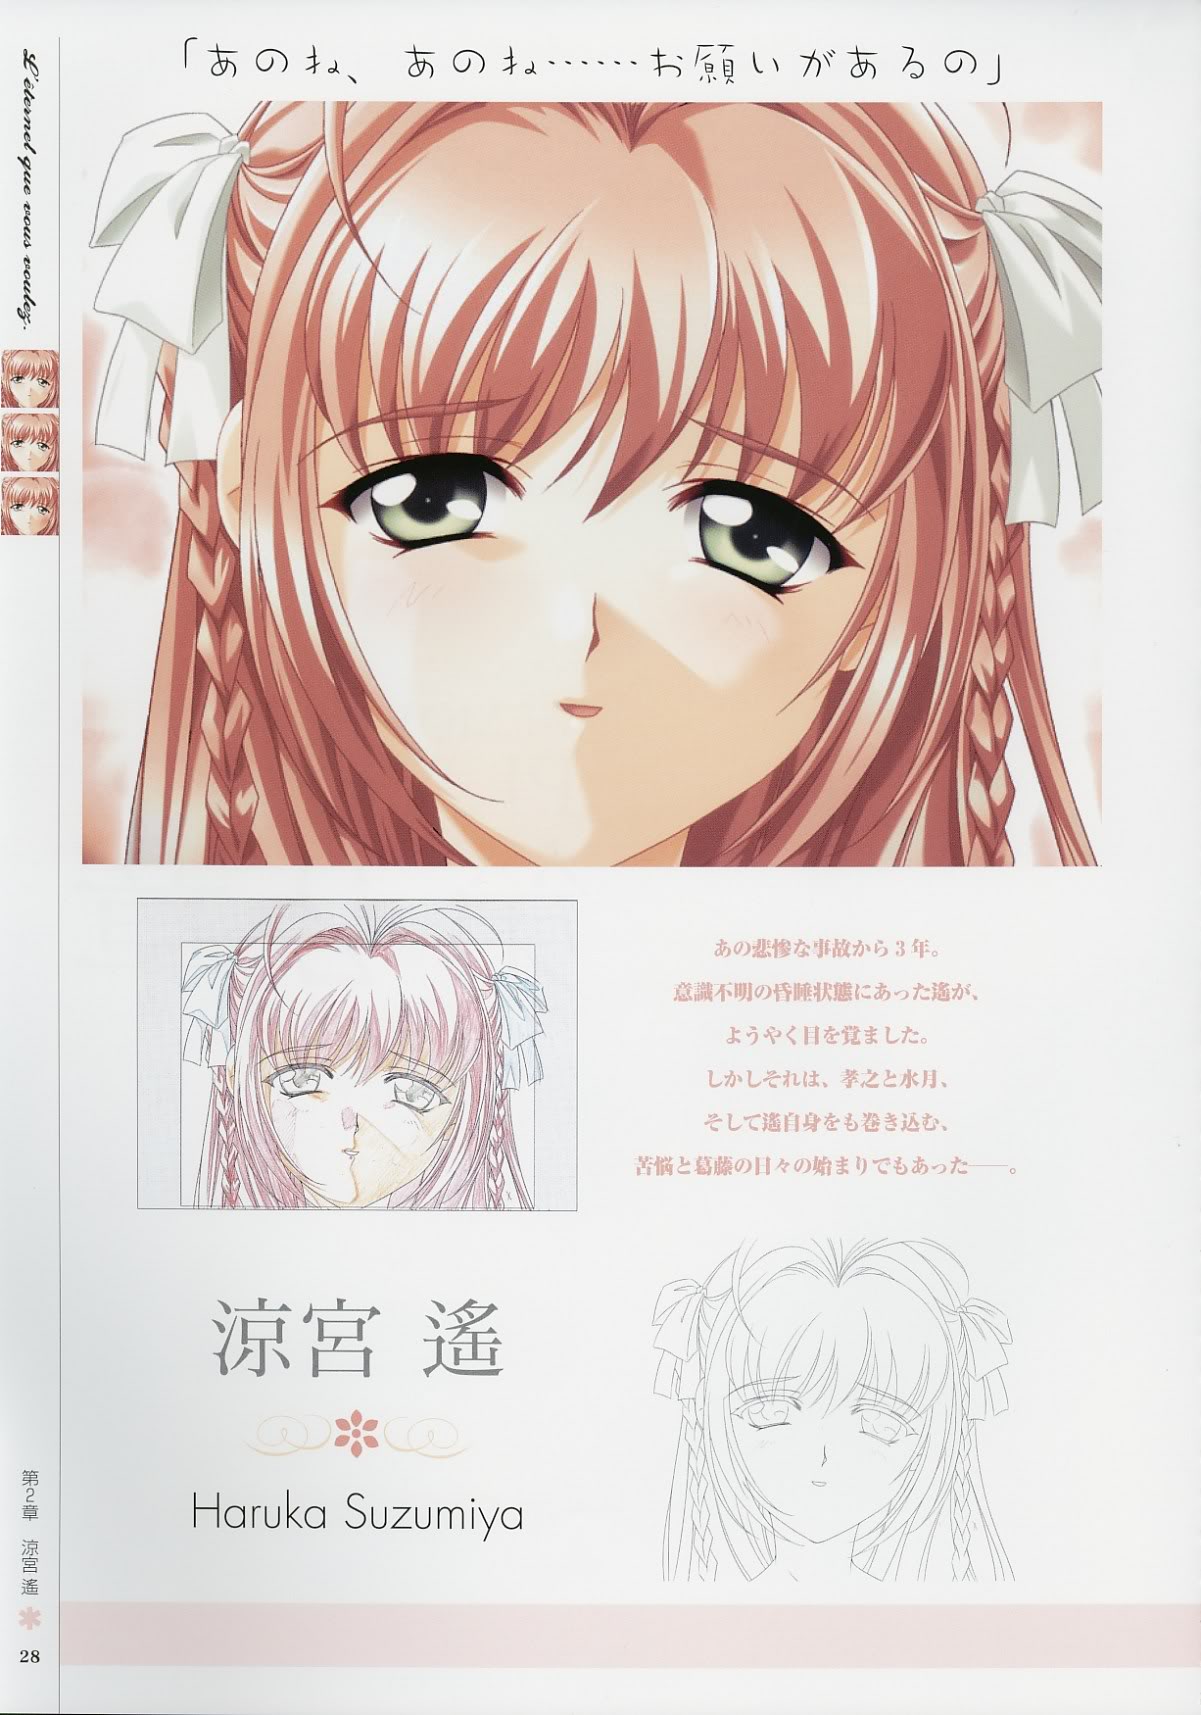 「あのね、あのね……お願いがあるの」
L'éternel que vous voulez.
あの悲惨な事故から3年。
意識不明の昏睡状態にあった遙が、
ようやく目を覚ました。
しかしそれは、孝之と水月、
そして遙自身をも巻き込む、
苦悩と葛藤の日々の始まりでもあった――。
涼宮 遙
Haruka Suzumiya
第2章 涼宮 遙
28